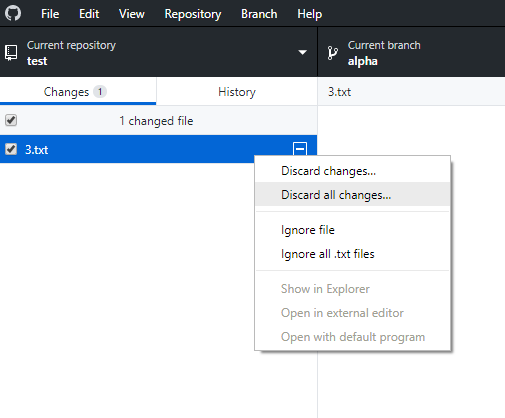 File Edit View Repository Branch Help
Current repository
test
Current branch
alpha
Changes 1 History
3.txt
1 changed file
3.txt
Discard changes...
Discard all changes...
Ignore file
Ignore all .txt files
Show in Explorer
Open in external editor
Open with default program